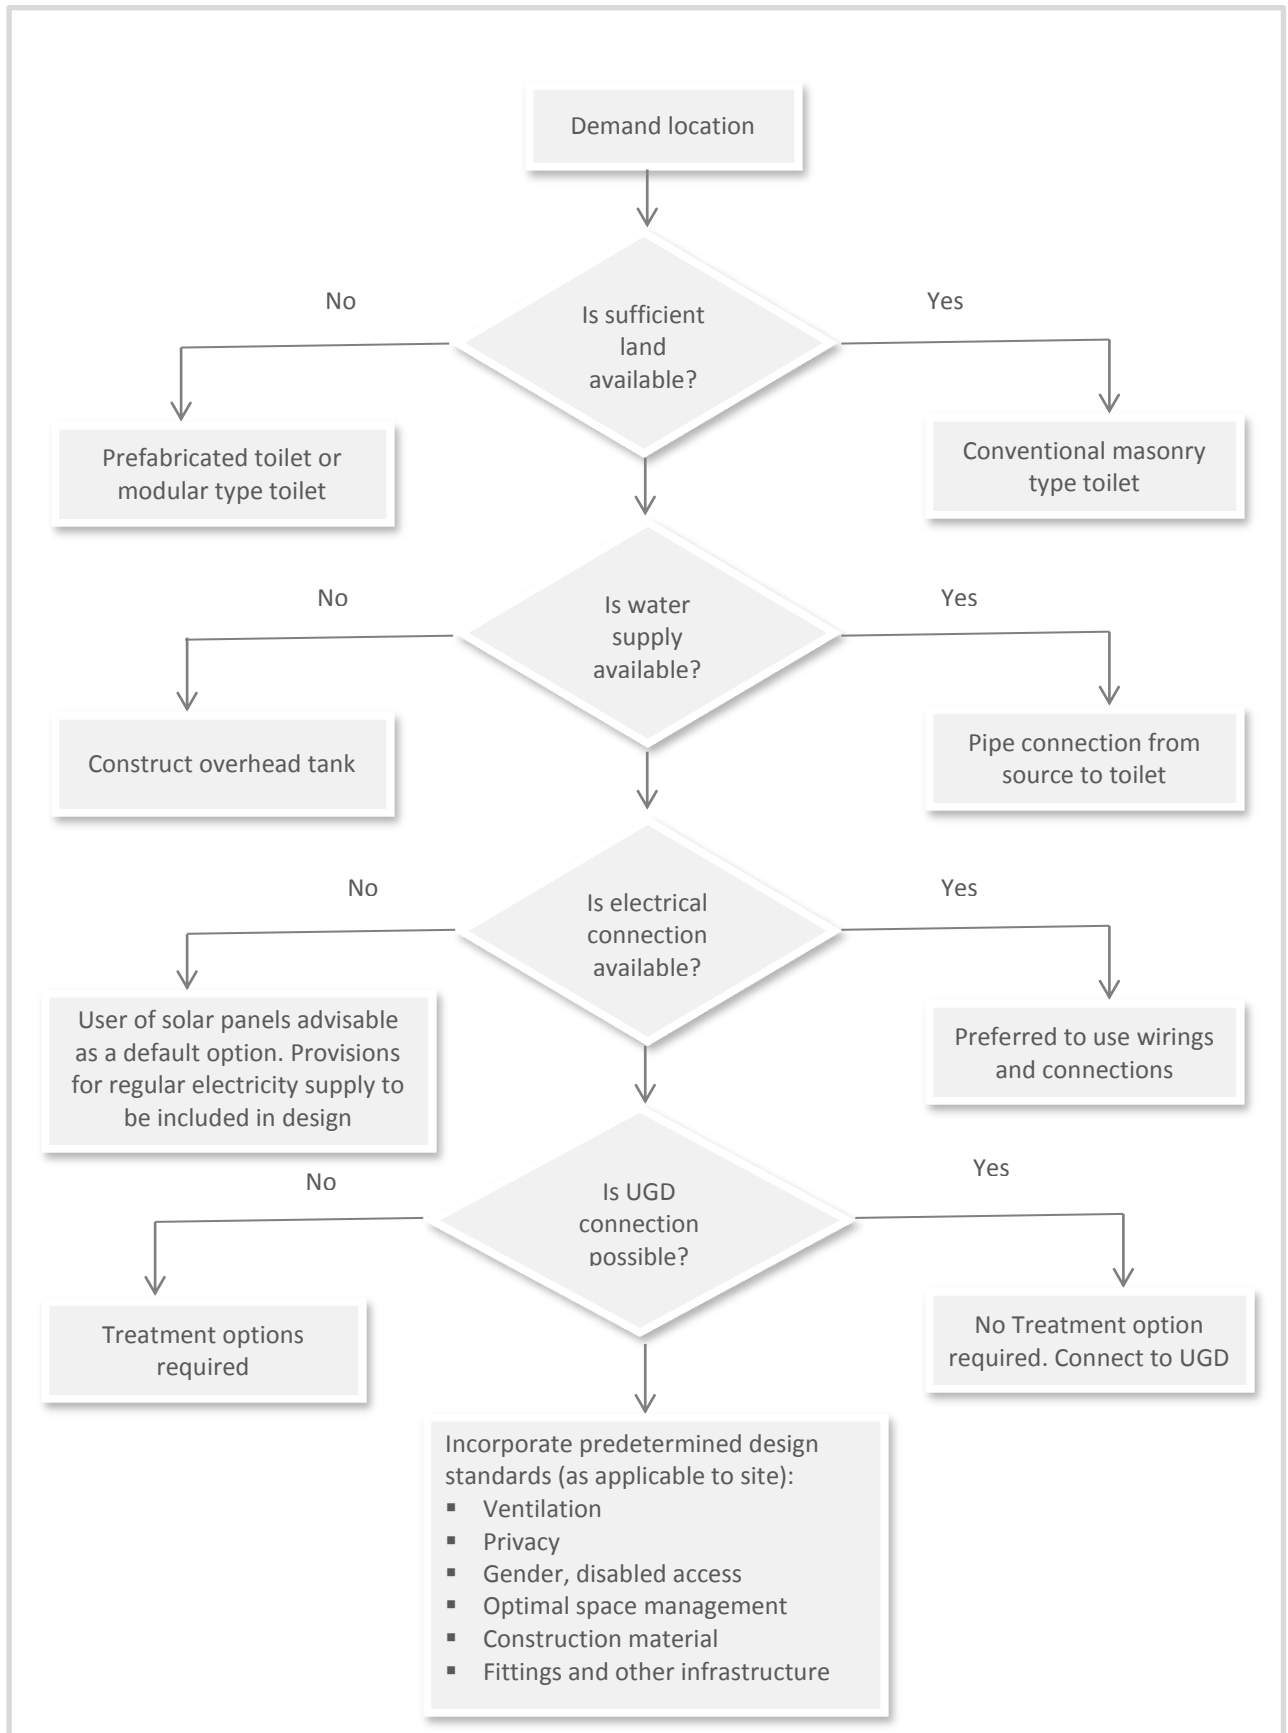 Demand location
No
Yes
Is sufficient
land
available?
Prefabricated toilet or
modular type toilet
Conventional masonry
type toilet
No
Yes
Is water
supply
available?
Construct overhead tank
Pipe connection from
source to toilet
No
Yes
Is electrical
connection
available?
User of solar panels advisable
as a default option. Provisions
for regular electricity supply to
be included in design
Preferred to use wirings
and connections
No
Yes
Is UGD
connection
possible?
Treatment options
required
No Treatment option
required. Connect to UGD
Incorporate predetermined design
standards (as applicable to site):
▪ Ventilation
▪ Privacy
▪ Gender, disabled access
▪ Optimal space management
▪ Construction material
▪ Fittings and other infrastructure